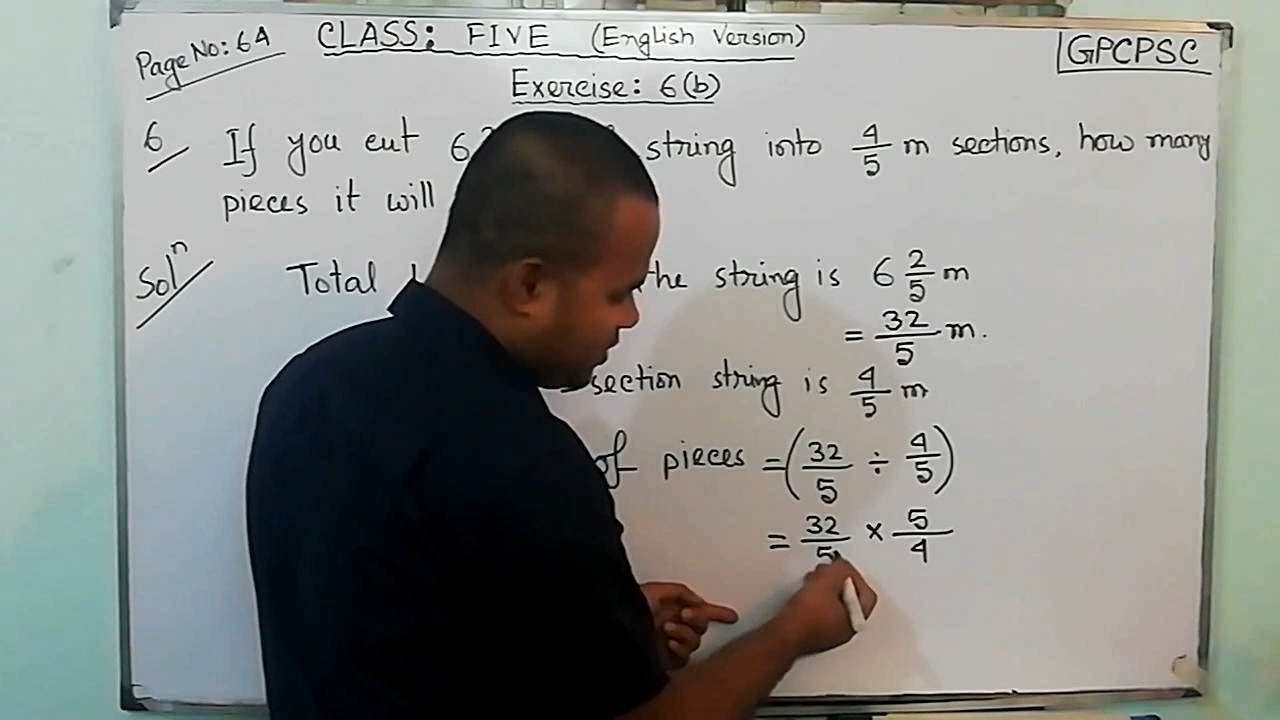 Page No: 64 CLASS: FIVE (English Version) GPCPSC
Exercise: 6(b)
6 If you cut 6 string into 4/5 m sections, how many
pieces it will
Solⁿ Total the string is 6 2/5 m
= 32/5 m.
section string is 4/5 m
of pieces = (32/5 ÷ 4/5)
= 32/5 × 5/4